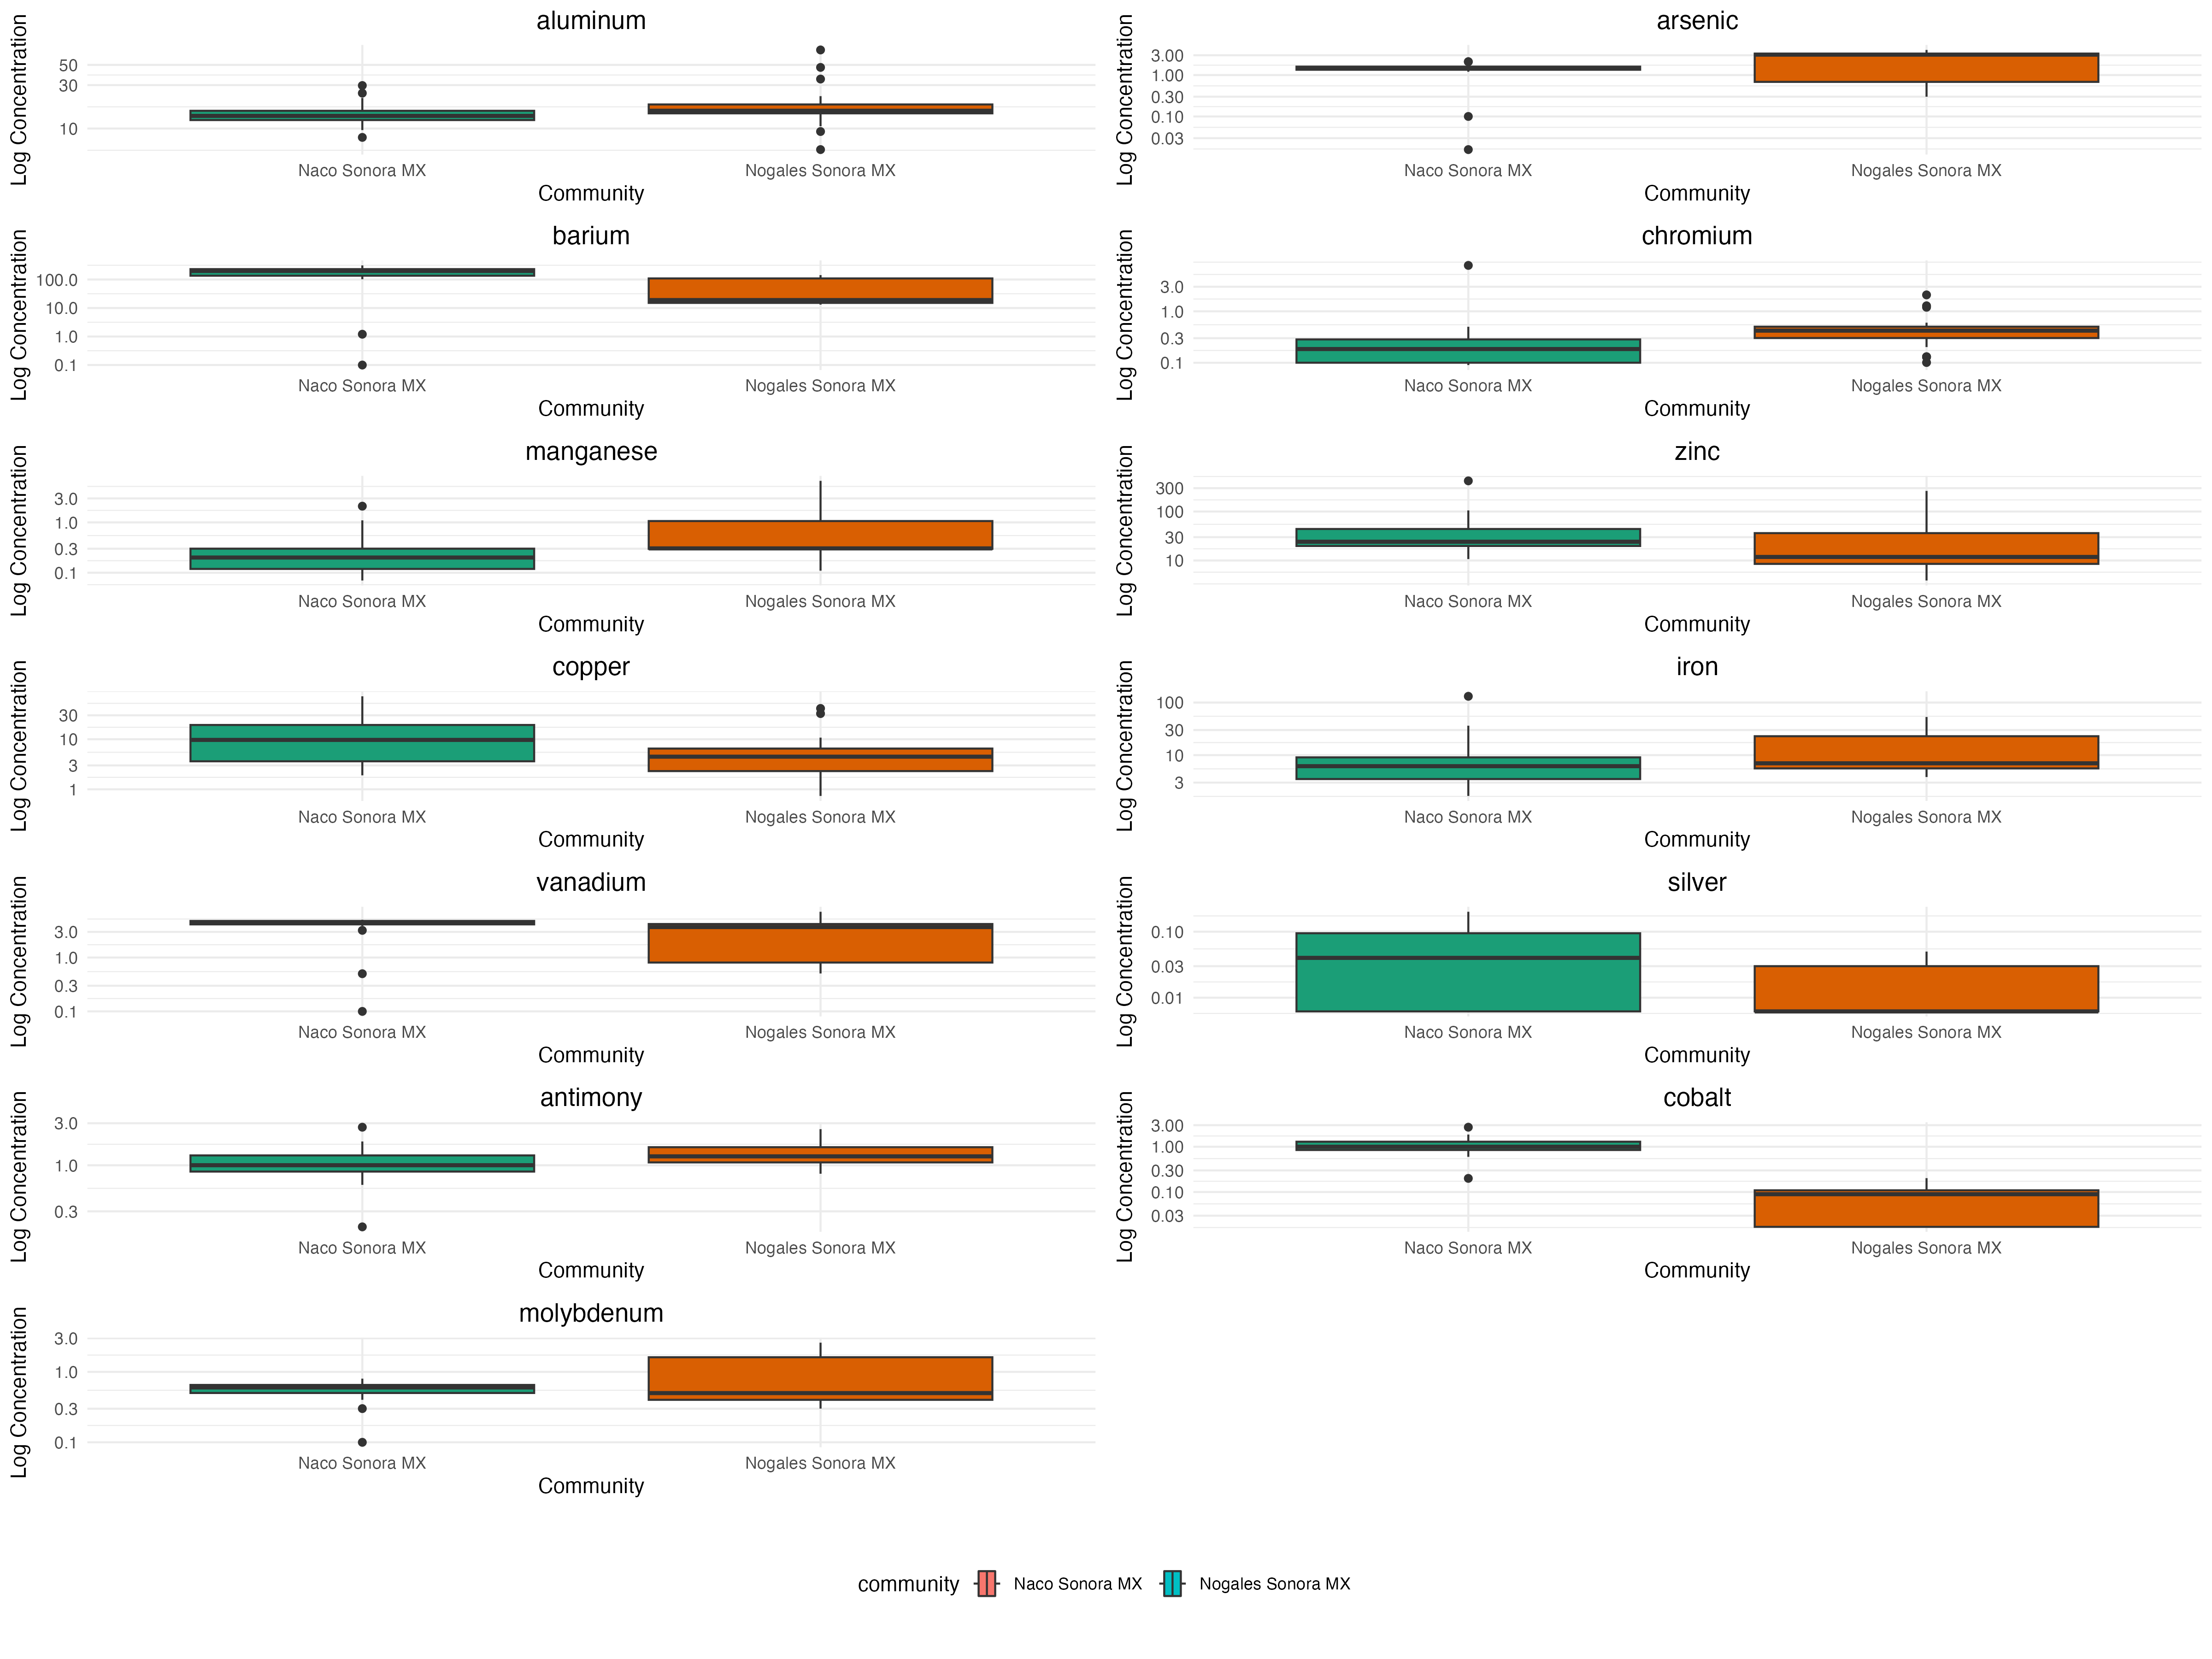 aluminum
Log Concentration
50
30
10
Naco Sonora MX
Nogales Sonora MX
Community
arsenic
Log Concentration
3.00
1.00
0.30
0.10
0.03
Naco Sonora MX
Nogales Sonora MX
Community
barium
Log Concentration
100.0
10.0
1.0
0.1
Naco Sonora MX
Nogales Sonora MX
Community
chromium
Log Concentration
3.0
1.0
0.3
0.1
Naco Sonora MX
Nogales Sonora MX
Community
manganese
Log Concentration
3.0
1.0
0.3
0.1
Naco Sonora MX
Nogales Sonora MX
Community
zinc
Log Concentration
300
100
30
10
Naco Sonora MX
Nogales Sonora MX
Community
copper
Log Concentration
30
10
3
1
Naco Sonora MX
Nogales Sonora MX
Community
iron
Log Concentration
100
30
10
3
Naco Sonora MX
Nogales Sonora MX
Community
vanadium
Log Concentration
3.0
1.0
0.3
0.1
Naco Sonora MX
Nogales Sonora MX
Community
silver
Log Concentration
0.10
0.03
0.01
Naco Sonora MX
Nogales Sonora MX
Community
antimony
Log Concentration
3.0
1.0
0.3
Naco Sonora MX
Nogales Sonora MX
Community
cobalt
Log Concentration
3.00
1.00
0.30
0.10
0.03
Naco Sonora MX
Nogales Sonora MX
Community
molybdenum
Log Concentration
3.0
1.0
0.3
0.1
Naco Sonora MX
Nogales Sonora MX
Community
community
Naco Sonora MX
Nogales Sonora MX